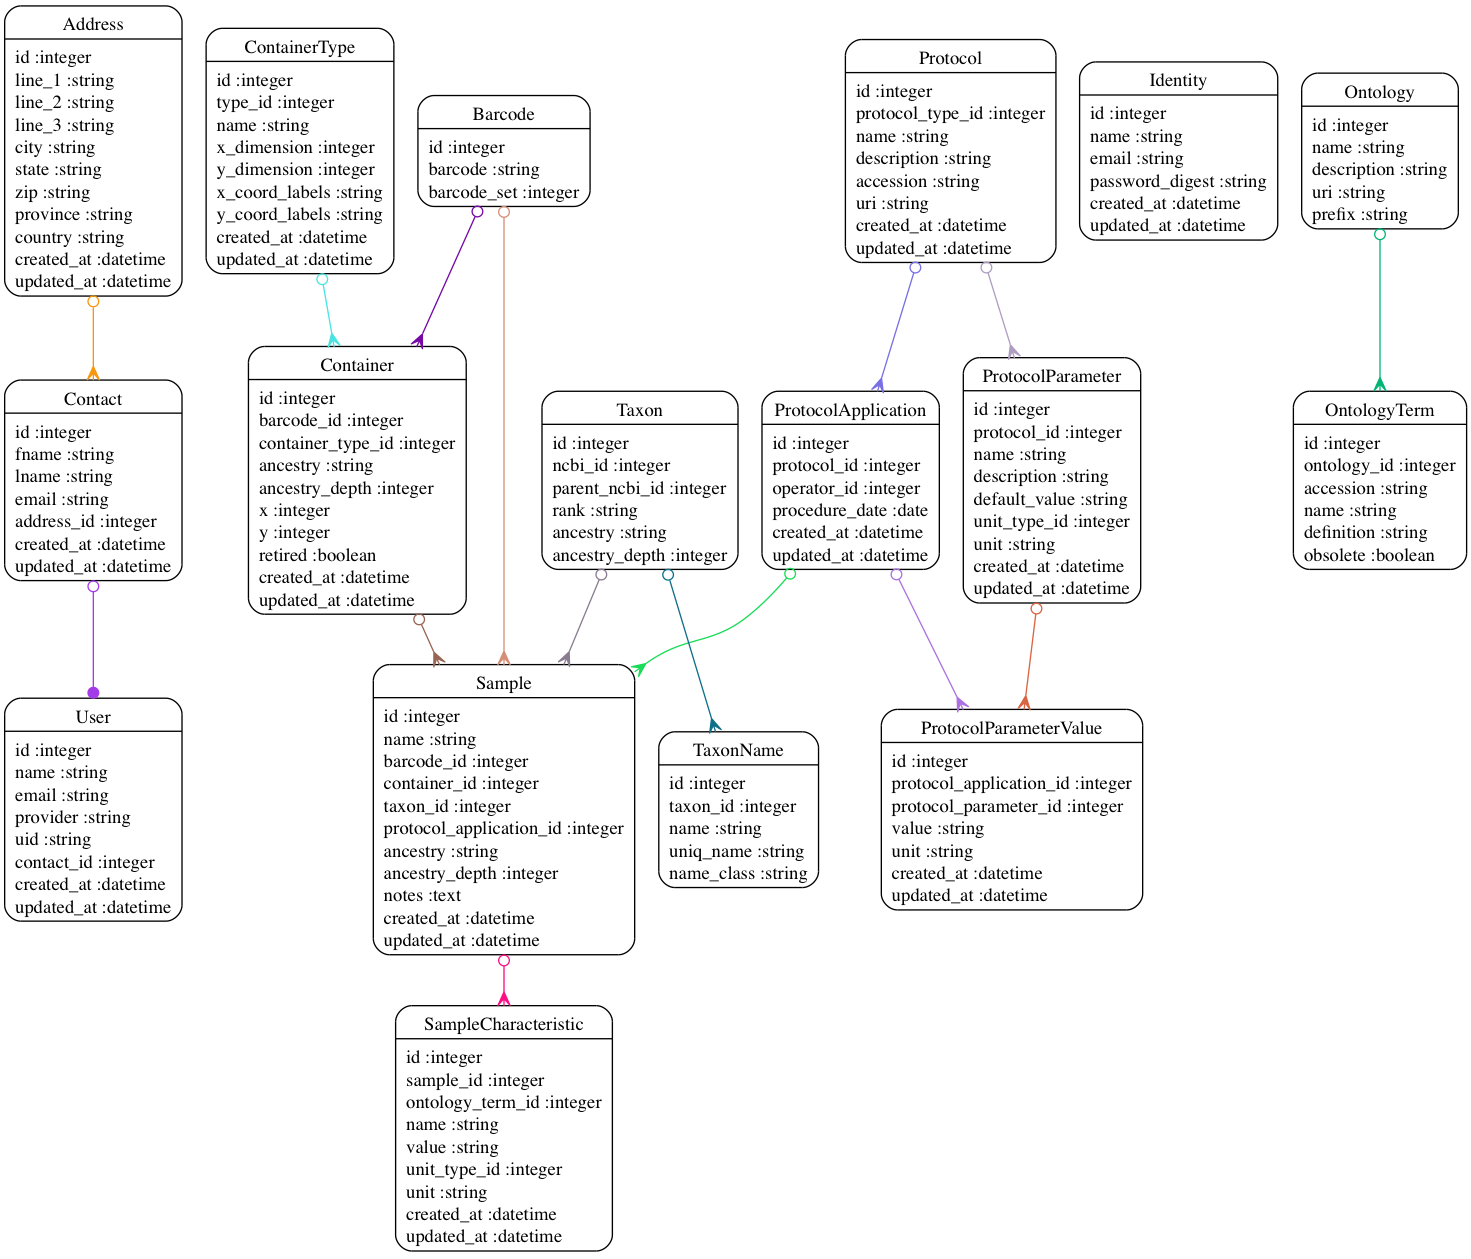 Address
id :integer
line_1 :string
line_2 :string
line_3 :string
city :string
state :string
zip :string
province :string
country :string
created_at :datetime
updated_at :datetime
ContainerType
id :integer
type_id :integer
name :string
x_dimension :integer
y_dimension :integer
x_coord_labels :string
y_coord_labels :string
created_at :datetime
updated_at :datetime
Barcode
id :integer
barcode :string
barcode_set :integer
Protocol
id :integer
protocol_type_id :integer
name :string
description :string
accession :string
uri :string
created_at :datetime
updated_at :datetime
Identity
id :integer
name :string
email :string
password_digest :string
created_at :datetime
updated_at :datetime
Ontology
id :integer
name :string
description :string
uri :string
prefix :string
Contact
id :integer
fname :string
lname :string
email :string
address_id :integer
created_at :datetime
updated_at :datetime
Container
id :integer
barcode_id :integer
container_type_id :integer
ancestry :string
ancestry_depth :integer
x :integer
y :integer
retired :boolean
created_at :datetime
updated_at :datetime
Taxon
id :integer
ncbi_id :integer
parent_ncbi_id :integer
rank :string
ancestry :string
ancestry_depth :integer
ProtocolApplication
id :integer
protocol_id :integer
operator_id :integer
procedure_date :date
created_at :datetime
updated_at :datetime
ProtocolParameter
id :integer
protocol_id :integer
name :string
description :string
default_value :string
unit_type_id :integer
unit :string
created_at :datetime
updated_at :datetime
OntologyTerm
id :integer
ontology_id :integer
accession :string
name :string
definition :string
obsolete :boolean
User
id :integer
name :string
email :string
provider :string
uid :string
contact_id :integer
created_at :datetime
updated_at :datetime
Sample
id :integer
name :string
barcode_id :integer
container_id :integer
taxon_id :integer
protocol_application_id :integer
ancestry :string
ancestry_depth :integer
notes :text
created_at :datetime
updated_at :datetime
TaxonName
id :integer
taxon_id :integer
name :string
uniq_name :string
name_class :string
ProtocolParameterValue
id :integer
protocol_application_id :integer
protocol_parameter_id :integer
value :string
unit :string
created_at :datetime
updated_at :datetime
SampleCharacteristic
id :integer
sample_id :integer
ontology_term_id :integer
name :string
value :string
unit_type_id :integer
unit :string
created_at :datetime
updated_at :datetime